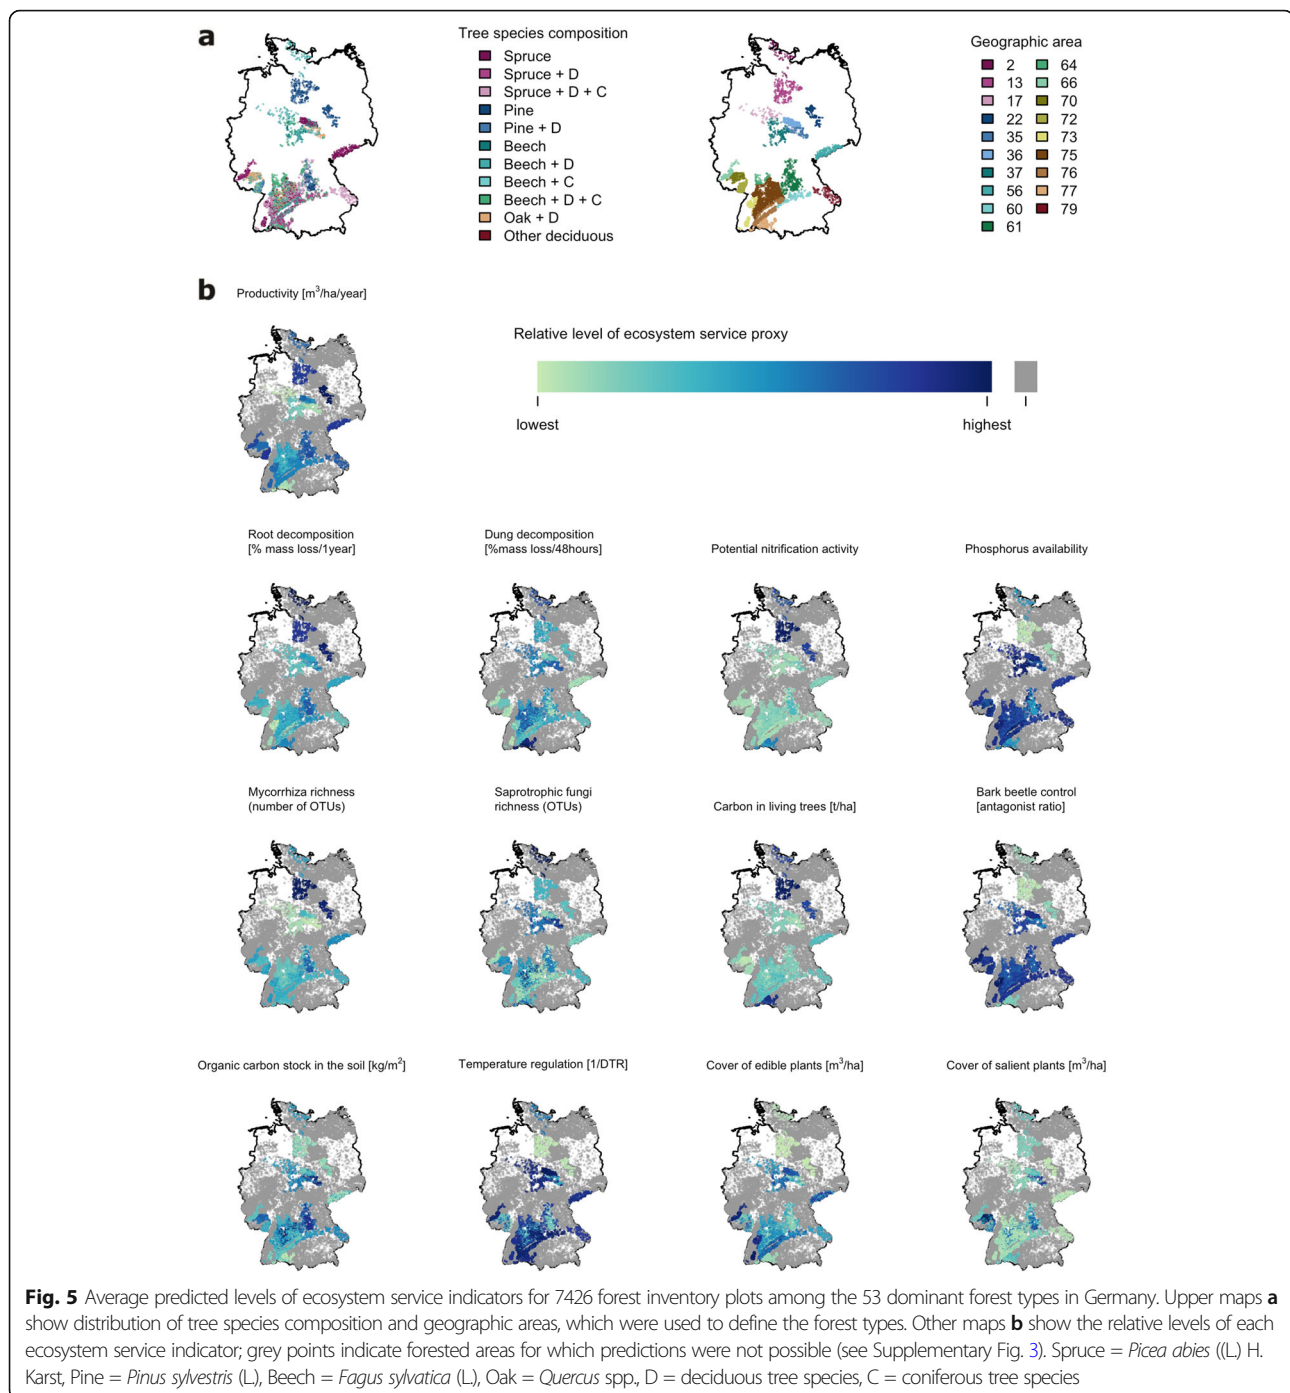 a
Tree species composition
Spruce
Spruce + D
Spruce + D + C
Pine
Pine + D
Beech
Beech + D
Beech + C
Beech + D + C
Oak + D
Other deciduous
Geographic area
2 64
13 66
17 70
22 72
35 73
36 75
37 76
56 77
60 79
61
b
Productivity [m³/ha/year]
Relative level of ecosystem service proxy
lowest highest
Root decomposition
[% mass loss/1year]
Dung decomposition
[%mass loss/48hours]
Potential nitrification activity
Phosphorus availability
Mycorrhiza richness
(number of OTUs)
Saprotrophic fungi
richness (OTUs)
Carbon in living trees [t/ha]
Bark beetle control
[antagonist ratio]
Organic carbon stock in the soil [kg/m²]
Temperature regulation [1/DTR]
Cover of edible plants [m³/ha]
Cover of salient plants [m³/ha]
Fig. 5 Average predicted levels of ecosystem service indicators for 7426 forest inventory plots among the 53 dominant forest types in Germany. Upper maps a
show distribution of tree species composition and geographic areas, which were used to define the forest types. Other maps b show the relative levels of each
ecosystem service indicator; grey points indicate forested areas for which predictions were not possible (see Supplementary Fig. 3). Spruce = Picea abies ((L.) H.
Karst, Pine = Pinus sylvestris (L.), Beech = Fagus sylvatica (L.), Oak = Quercus spp., D = deciduous tree species, C = coniferous tree species